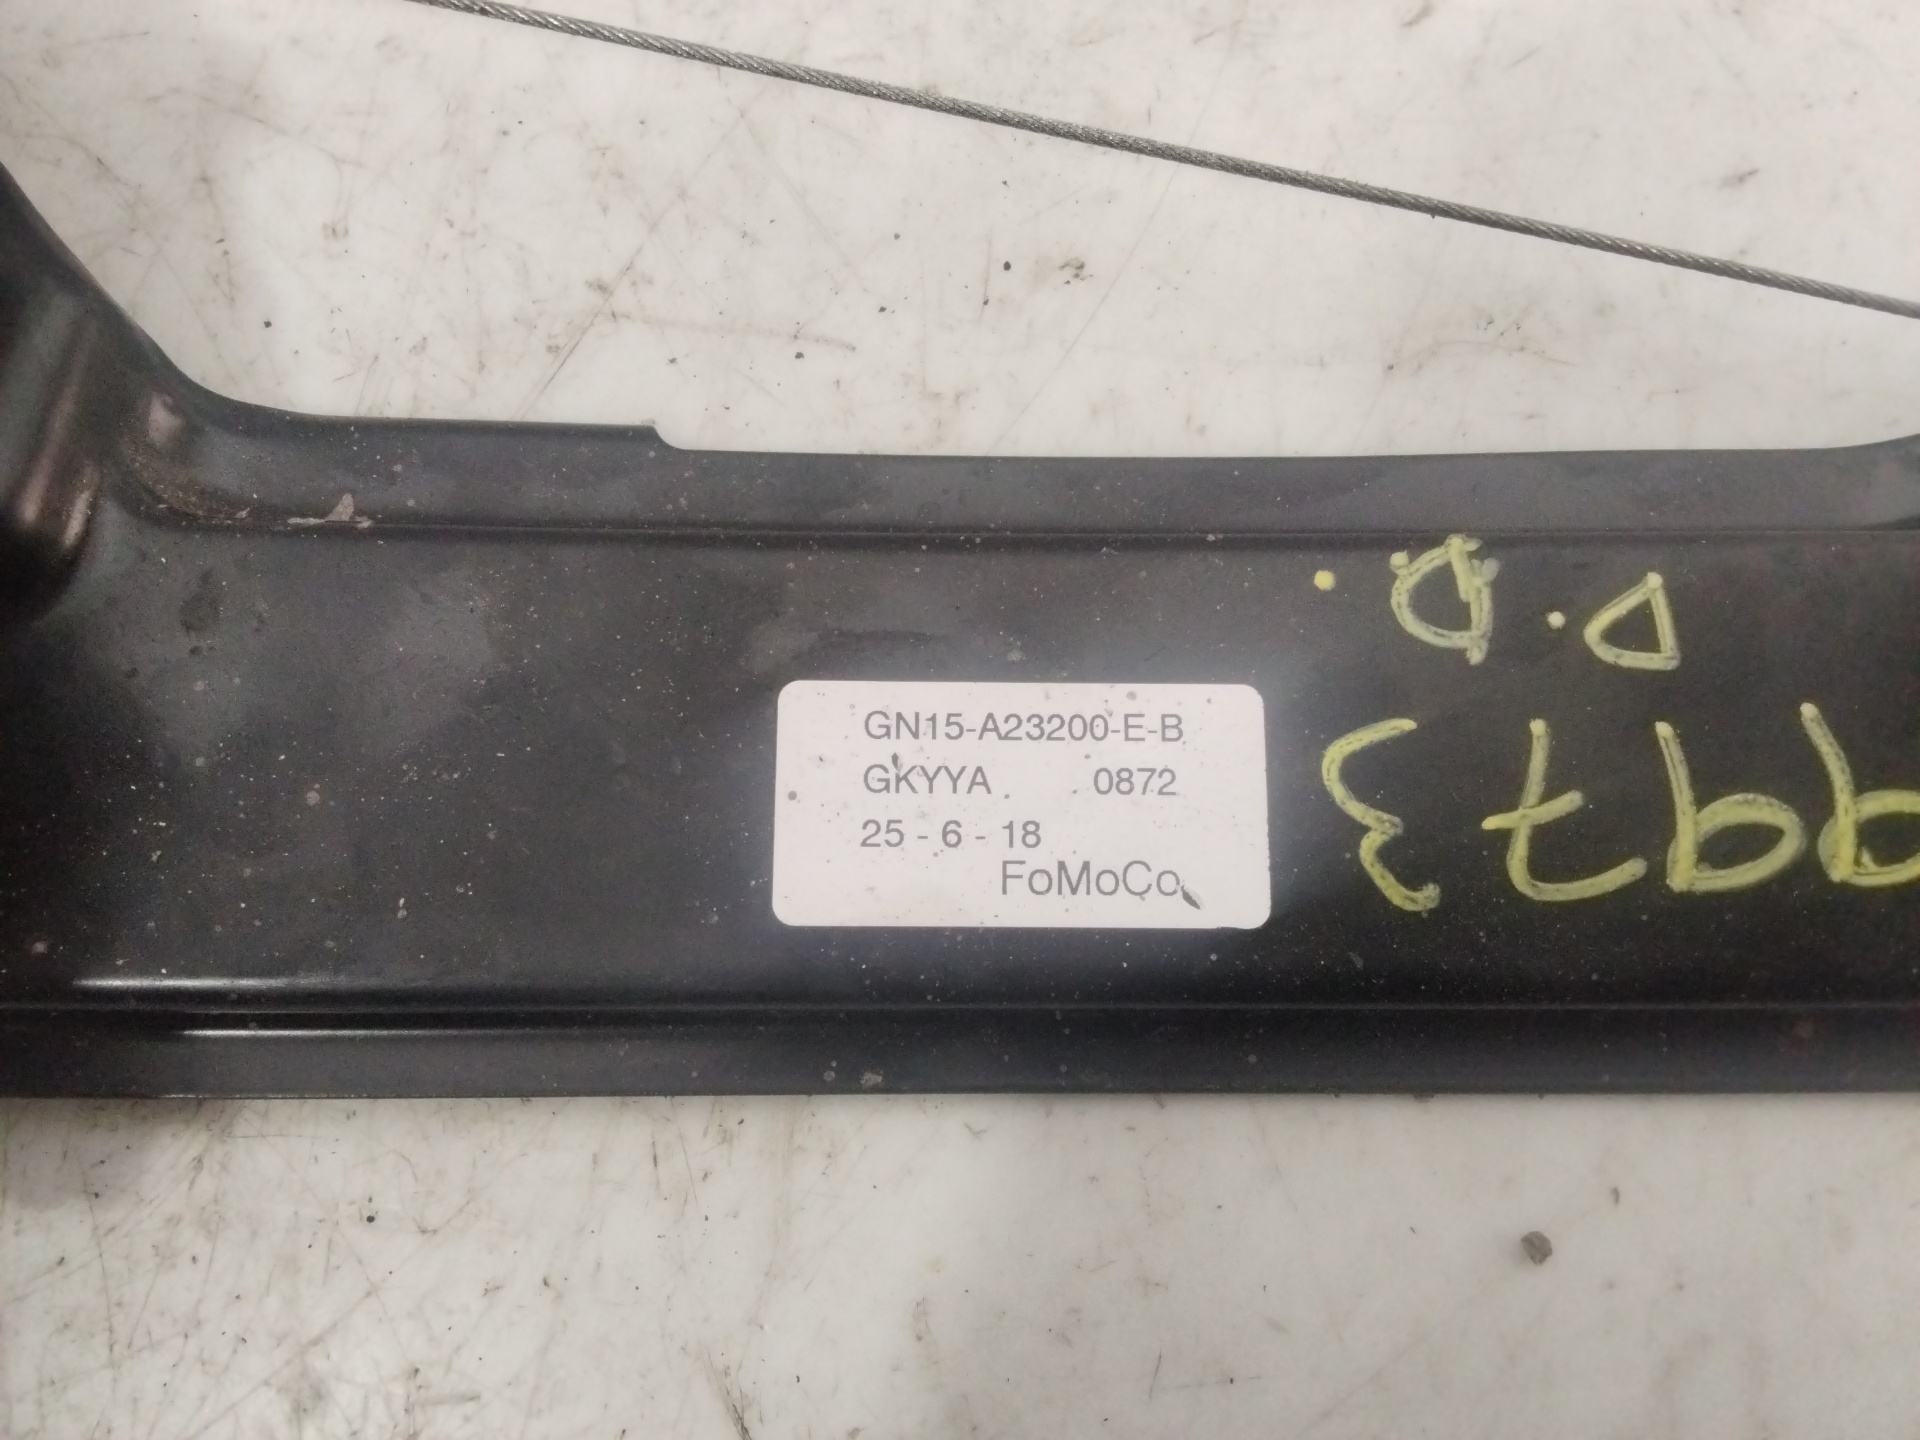 GN15-A23200-E-B
GKYYA 0872
25 - 6 - 18
FoMoCo
D.D.